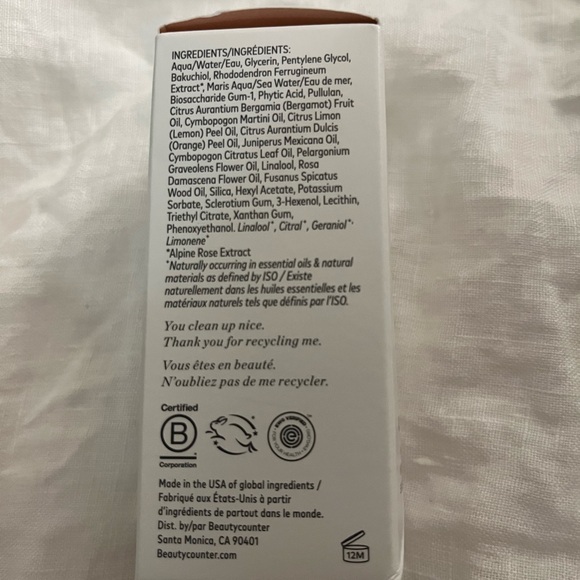 INGREDIENTS/INGRÉDIENTS:
Aqua/Water/Eau, Glycerin, Pentylene Glycol,
Bakuchiol, Rhododendron Ferrugineum
Extract*, Maris Aqua/Sea Water/Eau de mer,
Biosaccharide Gum-1, Phytic Acid, Pullulan,
Citrus Aurantium Bergamia (Bergamot) Fruit
Oil, Cymbopogon Martini Oil, Citrus Limon
(Lemon) Peel Oil, Citrus Aurantium Dulcis
(Orange) Peel Oil, Juniperus Mexicana Oil,
Cymbopogon Citratus Leaf Oil, Pelargonium
Graveolens Flower Oil, Linalool, Rosa
Damascena Flower Oil, Fusanus Spicatus
Wood Oil, Silica, Hexyl Acetate, Potassium
Sorbate, Sclerotium Gum, 3-Hexenol, Lecithin,
Triethyl Citrate, Xanthan Gum,
Phenoxyethanol. Linalool⁺, Citral⁺, Geraniol⁺,
Limonene⁺
*Alpine Rose Extract
⁺Naturally occurring in essential oils & natural
materials as defined by ISO / Existe
naturellement dans les huiles essentielles et les
matériaux naturels tels que définis par l'ISO.
You clean up nice.
Thank you for recycling me.
Vous êtes en beauté.
N'oubliez pas de me recycler.
Certified
B
Corporation
Made in the USA of global ingredients /
Fabriqué aux États-Unis à partir
d'ingrédients de partout dans le monde.
Dist. by/par Beautycounter
Santa Monica, CA 90401
Beautycounter.com
12M